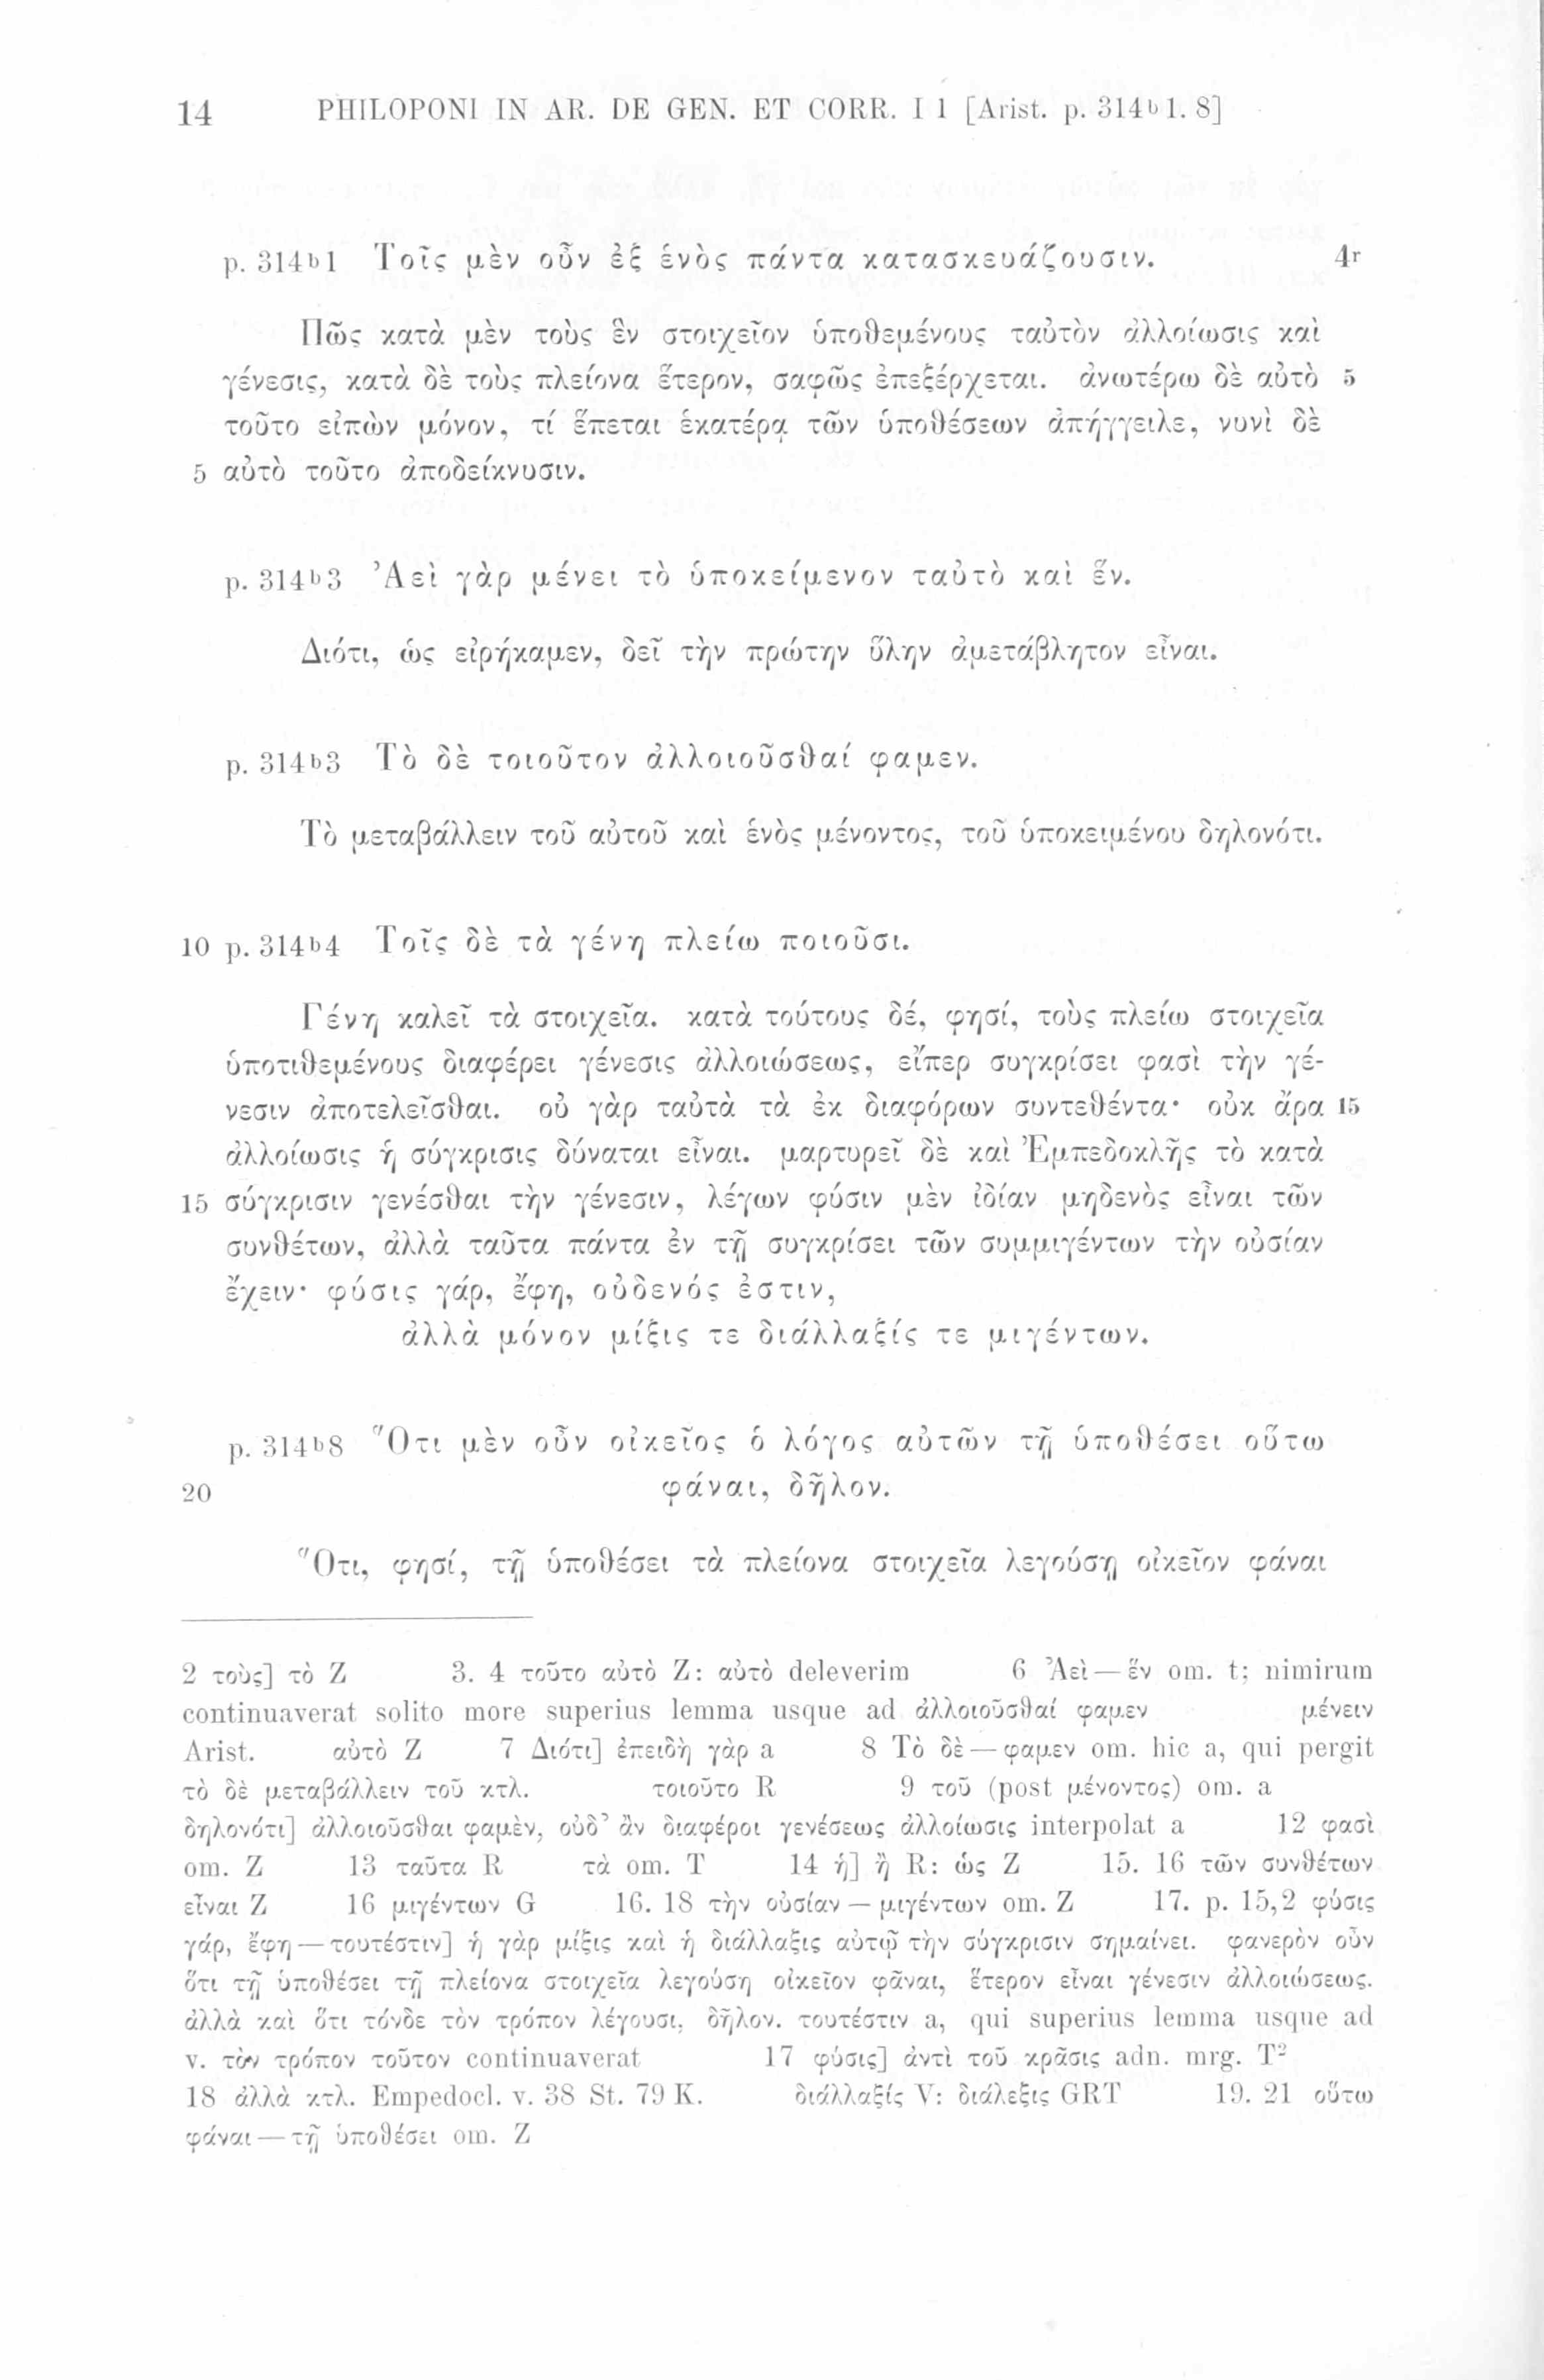 14 PHILOPONI IN AR. DE GEN. ET CORR. I 1 [Arist. p. 314b 1. 8]
p. 314b1 Τοῖς μὲν οὖν ἐξ ἑνὸς πάντα κατασκευάζουσιν. 4r
Πῶς κατὰ μὲν τοὺς ἓν στοιχεῖον ὑποθεμένους ταὐτὸν ἀλλοίωσις καὶ
γένεσις, κατὰ δὲ τοὺς πλείονα ἕτερον, σαφῶς ἐπεξέρχεται. ἀνωτέρω δὲ αὐτὸ 5
τοῦτο εἰπὼν μόνον, τί ἕπεται ἑκατέρᾳ τῶν ὑποθέσεων ἀπήγγειλε, νυνὶ δὲ
5 αὐτὸ τοῦτο ἀποδείκνυσιν.
p. 314b3 Ἀεὶ γὰρ μένει τὸ ὑποκείμενον ταὐτὸ καὶ ἕν.
Διότι, ὡς εἰρήκαμεν, δεῖ τὴν πρώτην ὕλην ἀμετάβλητον εἶναι.
p. 314b3 Τὸ δὲ τοιοῦτον ἀλλοιοῦσθαί φαμεν.
Τὸ μεταβάλλειν τοῦ αὐτοῦ καὶ ἑνὸς μένοντος, τοῦ ὑποκειμένου δηλονότι.
10 p. 314b4 Τοῖς δὲ τὰ γένη πλείω ποιοῦσι.
Γένη καλεῖ τὰ στοιχεῖα. κατὰ τούτους δέ, φησί, τοὺς πλείω στοιχεῖα
ὑποτιθεμένους διαφέρει γένεσις ἀλλοιώσεως, εἴπερ συγκρίσει φασὶ τὴν γέ-
νεσιν ἀποτελεῖσθαι. οὐ γὰρ ταὐτὰ τὰ ἐκ διαφόρων συντεθέντα· οὐκ ἄρα 15
ἀλλοίωσις ἡ σύγκρισις δύναται εἶναι. μαρτυρεῖ δὲ καὶ Ἐμπεδοκλῆς τὸ κατὰ
15 σύγκρισιν γενέσθαι τὴν γένεσιν, λέγων φύσιν μὲν ἰδίαν μηδενὸς εἶναι τῶν
συνθέτων, ἀλλὰ ταῦτα πάντα ἐν τῇ συγκρίσει τῶν συμμιγέντων τὴν οὐσίαν
ἔχειν· φύσις γάρ, ἔφη, οὐδενός ἐστιν,
ἀλλὰ μόνον μίξις τε διάλλαξίς τε μιγέντων.
p. 314b8 Ὅτι μὲν οὖν οἰκεῖος ὁ λόγος αὐτῶν τῇ ὑποθέσει οὕτω
20 φάναι, δῆλον.
Ὅτι, φησί, τῇ ὑποθέσει τὰ πλείονα στοιχεῖα λεγούσῃ οἰκεῖον φάναι
2 τοὺς] τὸ Z 3. 4 τοῦτο αὐτὸ Z: αὐτὸ deleverim 6 Ἀεὶ — ἕν om. t; nimirum
continuaverat solito more superius lemma usque ad ἀλλοιοῦσθαί φαμεν μένειν
Arist. αὐτὸ Z 7 Διότι] ἐπειδὴ γὰρ a 8 Τὸ δὲ — φαμεν om. hic a, qui pergit
τὸ δὲ μεταβάλλειν τοῦ κτλ. τοιοῦτο R 9 τοῦ (post μένοντος) om. a
δηλονότι] ἀλλοιοῦσθαι φαμὲν, οὐδ’ ἂν διαφέροι γενέσεως ἀλλοίωσις interpolat a 12 φασὶ
om. Z 13 ταῦτα R τὰ om. T 14 ἡ] ἢ R: ὡς Z 15. 16 τῶν συνθέτων
εἶναι Z 16 μιγέντων G 16. 18 τὴν οὐσίαν — μιγέντων om. Z 17. p. 15,2 φύσις
γάρ, ἔφη — τουτέστιν] ἡ γὰρ μίξις καὶ ἡ διάλλαξις αὐτῷ τὴν σύγκρισιν σημαίνει. φανερὸν οὖν
ὅτι τῇ ὑποθέσει τῇ πλείονα στοιχεῖα λεγούσῃ οἰκεῖον φᾶναι, ἕτερον εἶναι γένεσιν ἀλλοιώσεως.
ἀλλὰ καὶ ὅτι τόνδε τὸν τρόπον λέγουσι, δῆλον. τουτέστιν a, qui superius lemma usque ad
v. τὸν τρόπον τοῦτον continuaverat 17 φύσις] ἀντὶ τοῦ κρᾶσις adn. mrg. T2
18 ἀλλὰ κτλ. Empedocl. v. 38 St. 79 K. διάλλαξίς V: διάλεξις GRT 19. 21 οὕτω
φάναι — τῇ ὑποθέσει om. Z